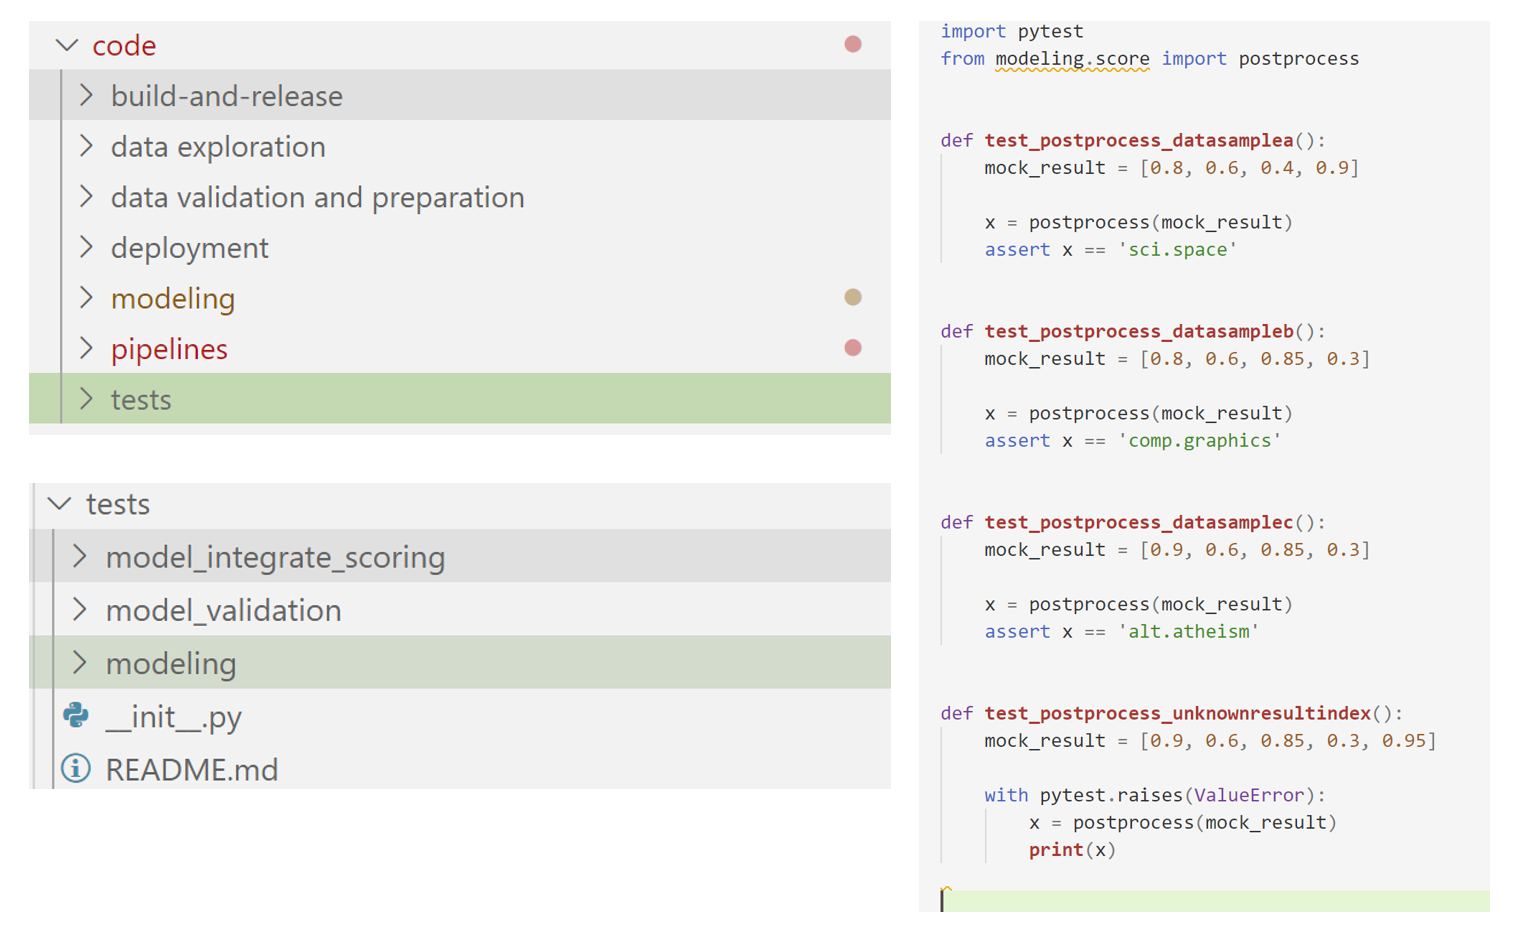 code
build-and-release
data exploration
data validation and preparation
deployment
modeling
pipelines
tests
tests
model_integrate_scoring
model_validation
modeling
__init__.py
README.md
import pytest
from modeling.score import postprocess
def test_postprocess_datasamplea():
mock_result = [0.8, 0.6, 0.4, 0.9]
x = postprocess(mock_result)
assert x == 'sci.space'
def test_postprocess_datasampleb():
mock_result = [0.8, 0.6, 0.85, 0.3]
x = postprocess(mock_result)
assert x == 'comp.graphics'
def test_postprocess_datasamplec():
mock_result = [0.9, 0.6, 0.85, 0.3]
x = postprocess(mock_result)
assert x == 'alt.atheism'
def test_postprocess_unknownresultindex():
mock_result = [0.9, 0.6, 0.85, 0.3, 0.95]
with pytest.raises(ValueError):
x = postprocess(mock_result)
print(x)